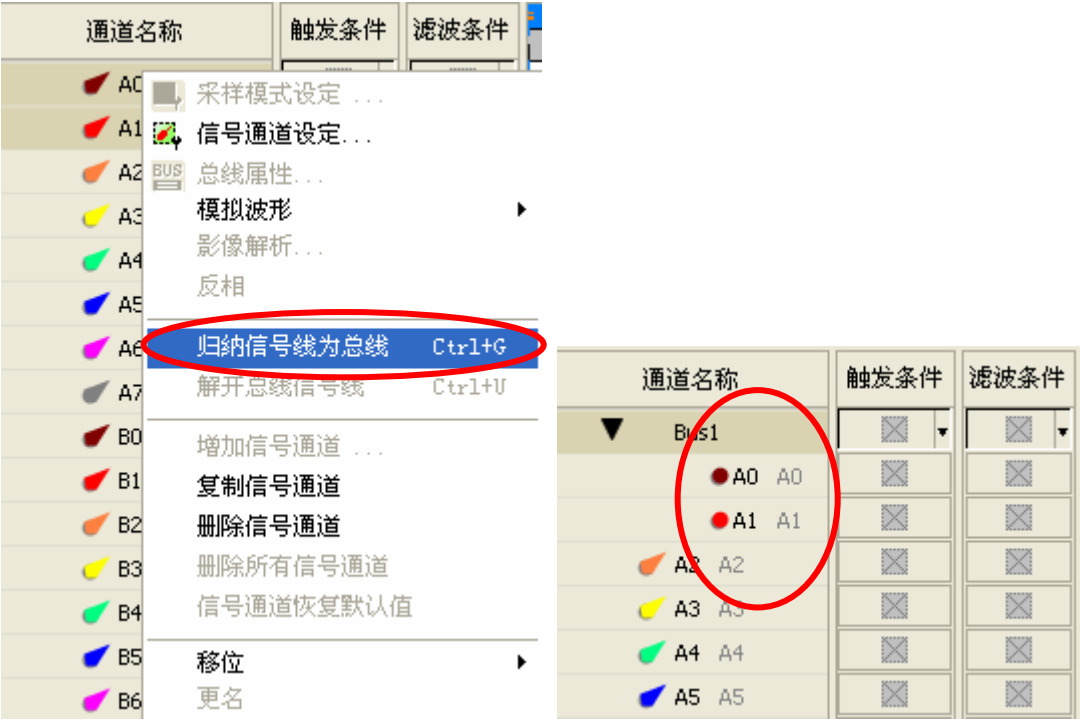 通道名称 触发条件 滤波条件
A0
A1
A2
A3
A4
A5
A6
A7
B0
B1
B2
B3
B4
B5
B6
采样模式设定 ...
信号通道设定...
BUS 总线属性...
模拟波形
影像解析...
反相
归纳信号线为总线 Ctrl+G
解开总线信号线 Ctrl+U
增加信号通道 ...
复制信号通道
删除信号通道
删除所有信号通道
信号通道恢复默认值
移位
更名
通道名称 触发条件 滤波条件
Bus1
A0 A0
A1 A1
A2 A2
A3 A3
A4 A4
A5 A5